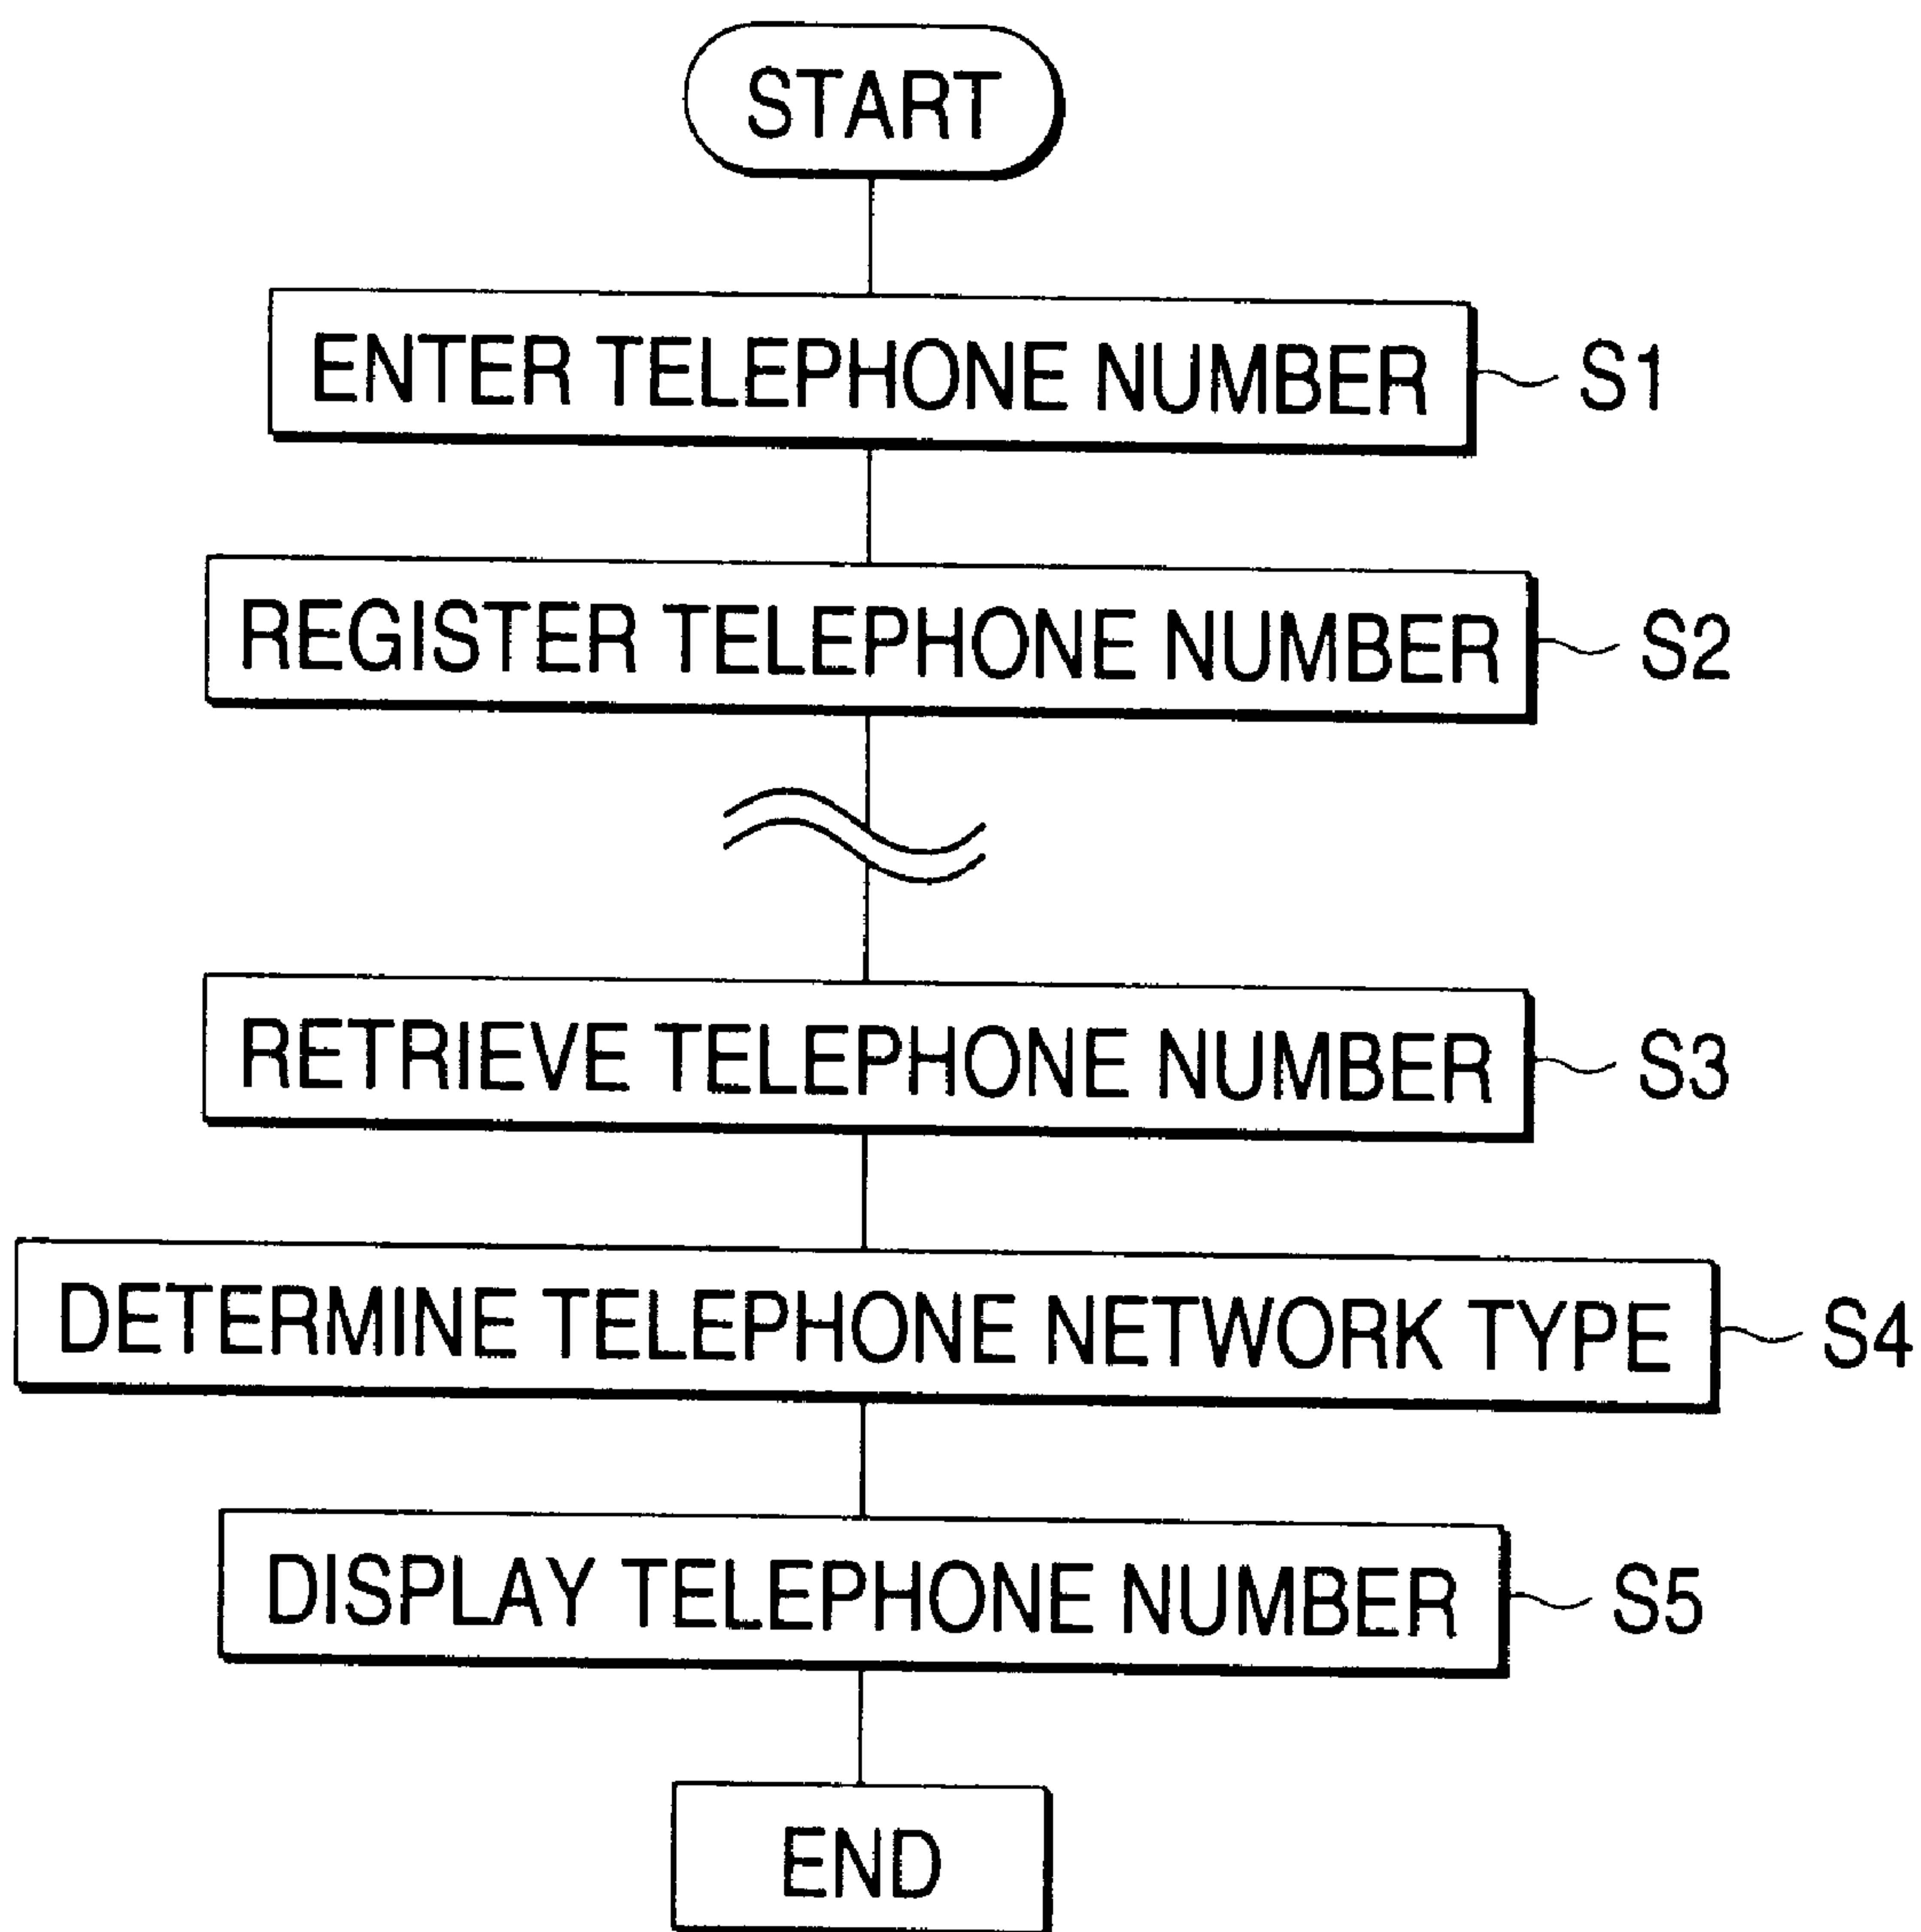 START
ENTER TELEPHONE NUMBER S1
REGISTER TELEPHONE NUMBER S2
RETRIEVE TELEPHONE NUMBER S3
DETERMINE TELEPHONE NETWORK TYPE S4
DISPLAY TELEPHONE NUMBER S5
END